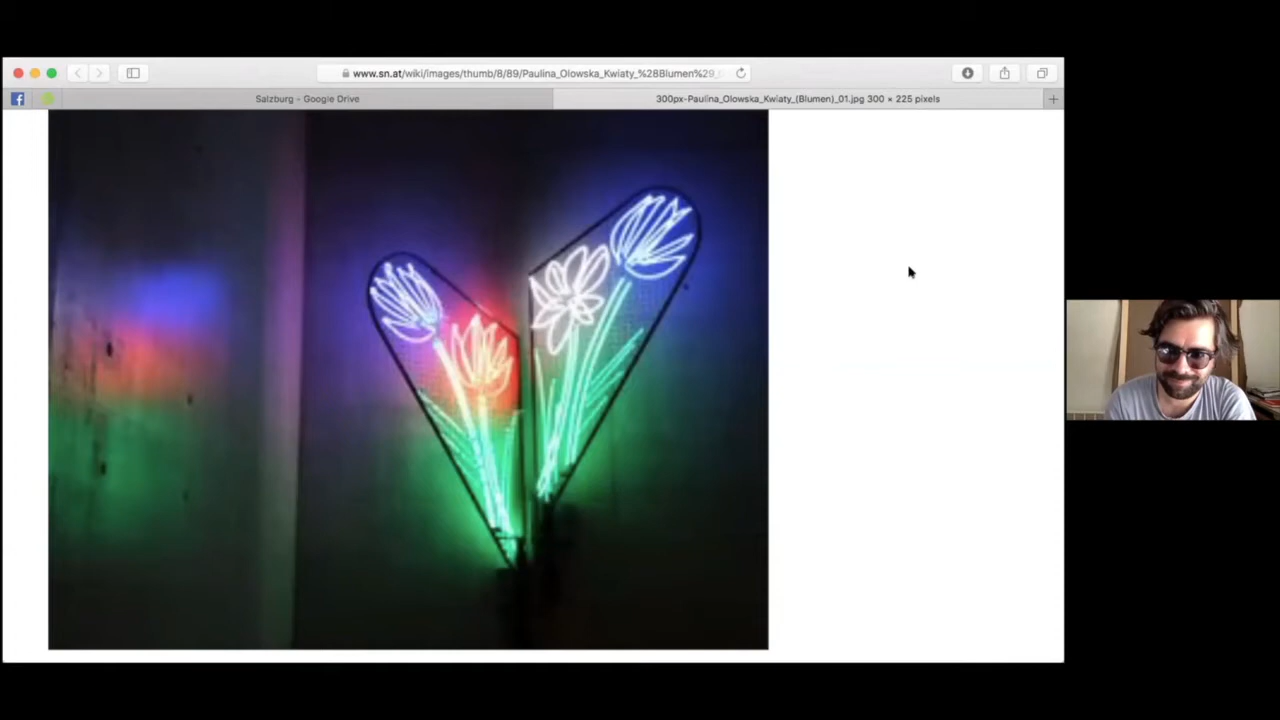 www.sn.at/wiki/images/thumb/8/89/Paulina_Olowska_Kwiaty_%28Blumen%29_
Salzburg - Google Drive
300px-Paulina_Olowska_Kwiaty_(Blumen)_01.jpg 300 × 225 pixels